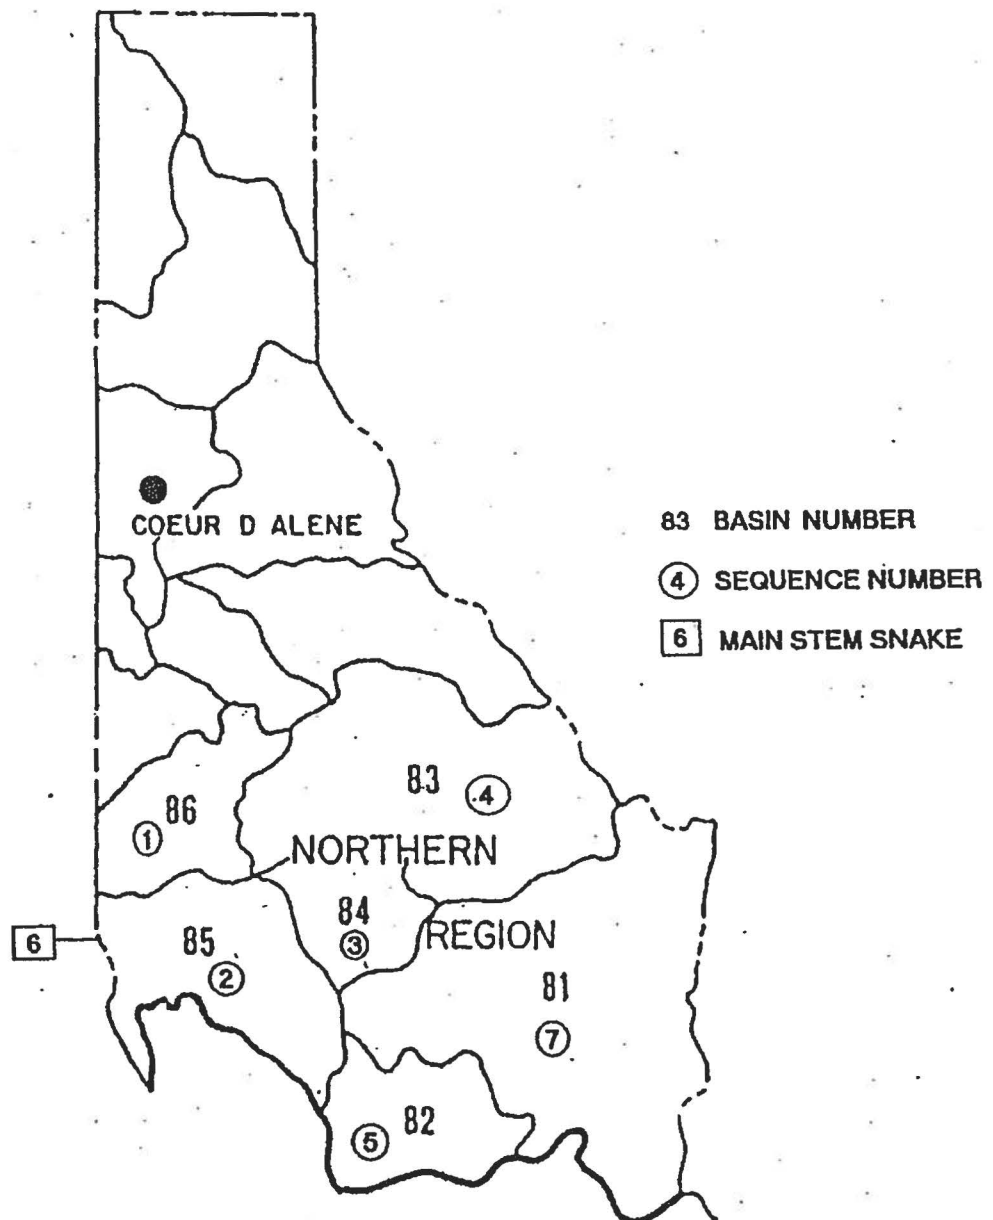 COEUR D ALENE
83 BASIN NUMBER
4 SEQUENCE NUMBER
6 MAIN STEM SNAKE
83
4
86
1
NORTHERN
84
3
REGION
6
85
2
81
7
82
5